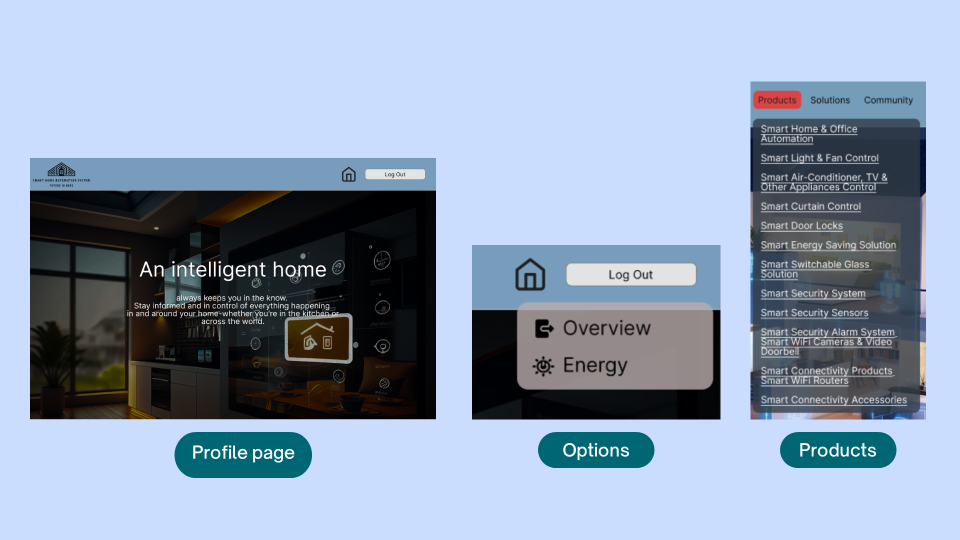 SMART HOME AUTOMATION SYSTEM
FUTURE IS HERE
Log Out
An intelligent home
always keeps you in the know.
Stay informed and in control of everything happening
in and around your home-whether you're in the kitchen or
across the world.
Profile page
Log Out
Overview
Energy
Options
Products
Solutions
Community
Smart Home & Office
Automation
Smart Light & Fan Control
Smart Air-Conditioner, TV &
Other Appliances Control
Smart Curtain Control
Smart Door Locks
Smart Energy Saving Solution
Smart Switchable Glass
Solution
Smart Security System
Smart Security Sensors
Smart Security Alarm System
Smart WiFi Cameras & Video
Doorbell
Smart Connectivity Products
Smart WiFi Routers
Smart Connectivity Accessories
Products